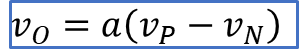 v_O = a(v_P − v_N)